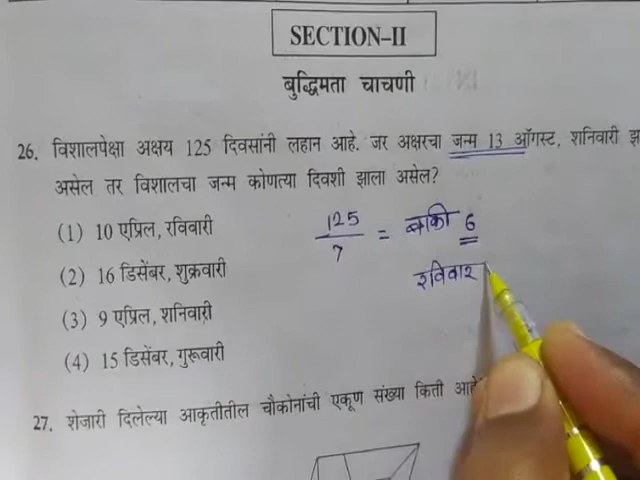 SECTION–II
बुद्धिमता चाचणी
26. विशालपेक्षा अक्षय 125 दिवसांनी लहान आहे. जर अक्षरचा जन्म 13 ऑगस्ट, शनिवारी झा
असेल तर विशालचा जन्म कोणत्या दिवशी झाला असेल?
(1) 10 एप्रिल, रविवारी
(2) 16 डिसेंबर, शुक्रवारी
(3) 9 एप्रिल, शनिवारी
(4) 15 डिसेंबर, गुरूवारी
125/7 = बाकी 6
रविवार
27. शेजारी दिलेल्या आकृतीतील चौकोनांची एकूण संख्या किती आहे